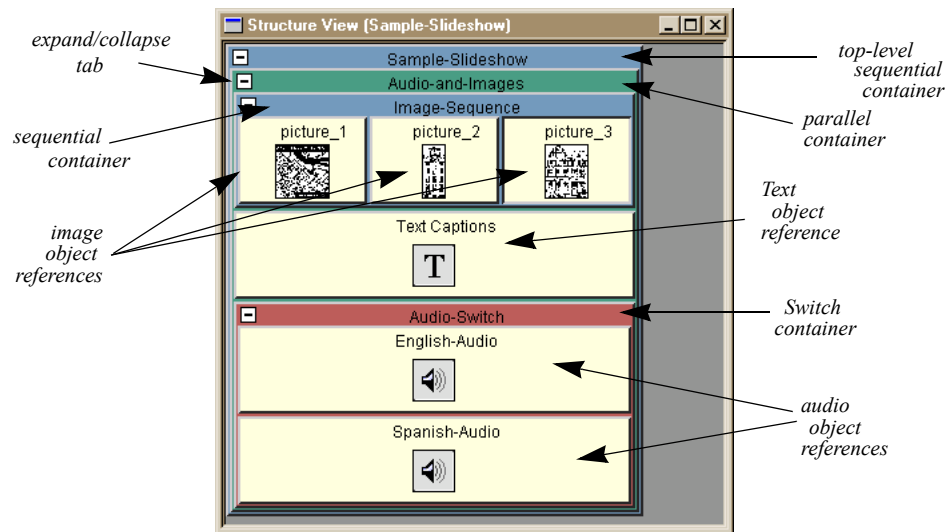 Structure View (Sample-Slideshow)
expand/collapse
tab
Sample-Slideshow
top-level
sequential
container
Audio-and-Images
Image-Sequence
parallel
container
sequential
container
picture_1
picture_2
picture_3
image
object
references
Text
object
reference
Text Captions
T
Audio-Switch
Switch
container
English-Audio
audio
object
references
Spanish-Audio